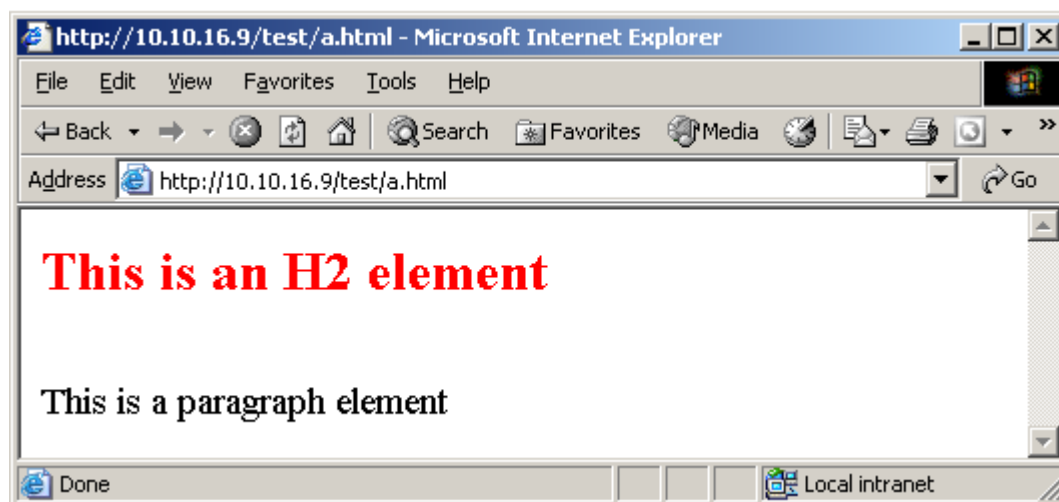 http://10.10.16.9/test/a.html - Microsoft Internet Explorer
File Edit View Favorites Tools Help
Back Search Favorites Media »
Address http://10.10.16.9/test/a.html Go
This is an H2 element
This is a paragraph element
Done Local intranet